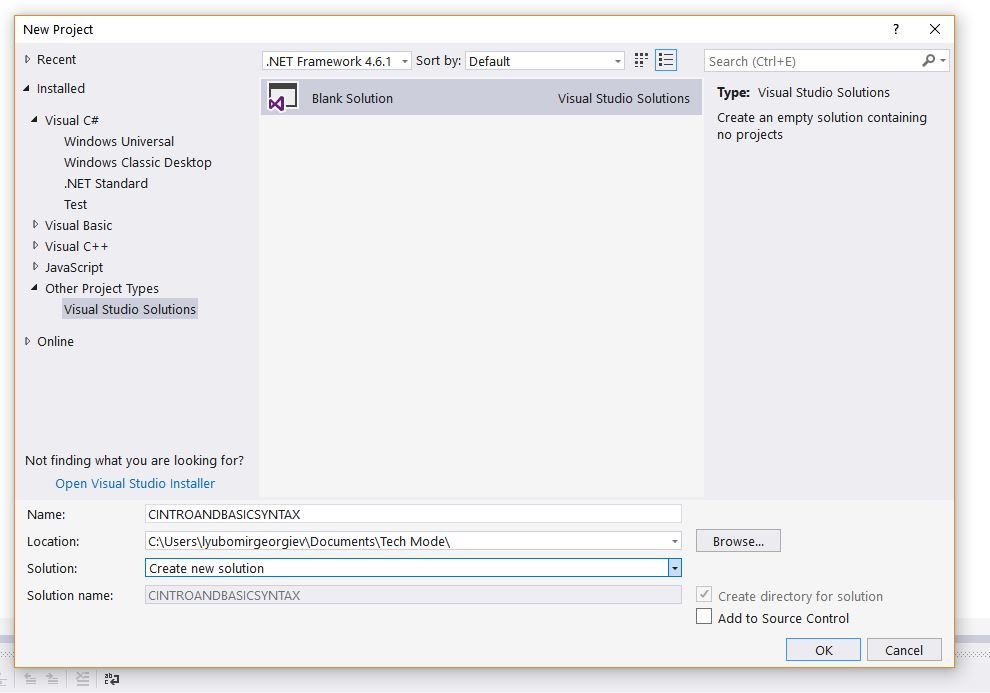 New Project
?
Recent
Installed
Visual C#
Windows Universal
Windows Classic Desktop
.NET Standard
Test
Visual Basic
Visual C++
JavaScript
Other Project Types
Visual Studio Solutions
Online
Not finding what you are looking for?
Open Visual Studio Installer
.NET Framework 4.6.1 Sort by: Default
Blank Solution Visual Studio Solutions
Search (Ctrl+E)
Type: Visual Studio Solutions
Create an empty solution containing
no projects
Name: CINTROANDBASICSYNTAX
Location: C:\Users\lyubomirgeorgiev\Documents\Tech Mode\ Browse...
Solution: Create new solution
Solution name: CINTROANDBASICSYNTAX Create directory for solution
Add to Source Control
OK Cancel